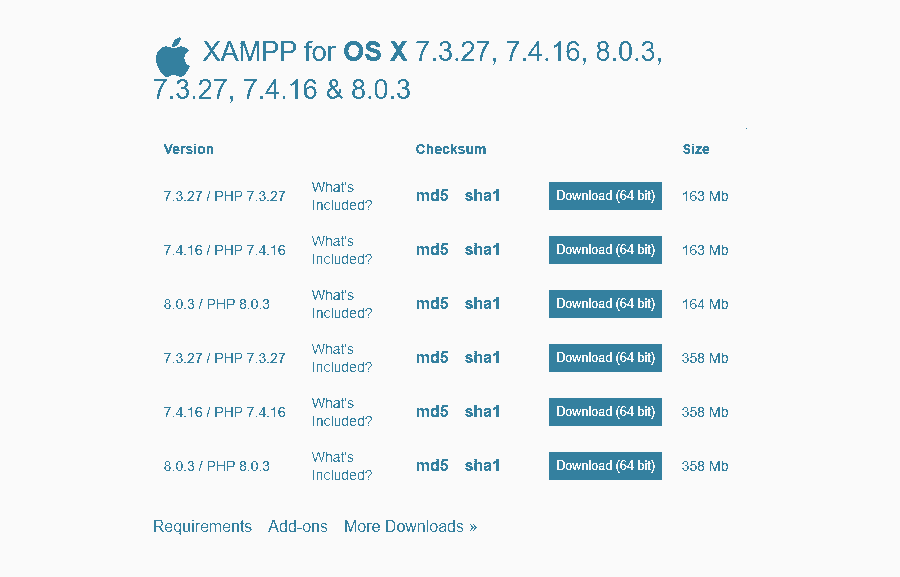 XAMPP for OS X 7.3.27, 7.4.16, 8.0.3,
7.3.27, 7.4.16 & 8.0.3
Version Checksum Size
7.3.27 / PHP 7.3.27 What's Included? md5 sha1 Download (64 bit) 163 Mb
7.4.16 / PHP 7.4.16 What's Included? md5 sha1 Download (64 bit) 163 Mb
8.0.3 / PHP 8.0.3 What's Included? md5 sha1 Download (64 bit) 164 Mb
7.3.27 / PHP 7.3.27 What's Included? md5 sha1 Download (64 bit) 358 Mb
7.4.16 / PHP 7.4.16 What's Included? md5 sha1 Download (64 bit) 358 Mb
8.0.3 / PHP 8.0.3 What's Included? md5 sha1 Download (64 bit) 358 Mb
Requirements Add-ons More Downloads »